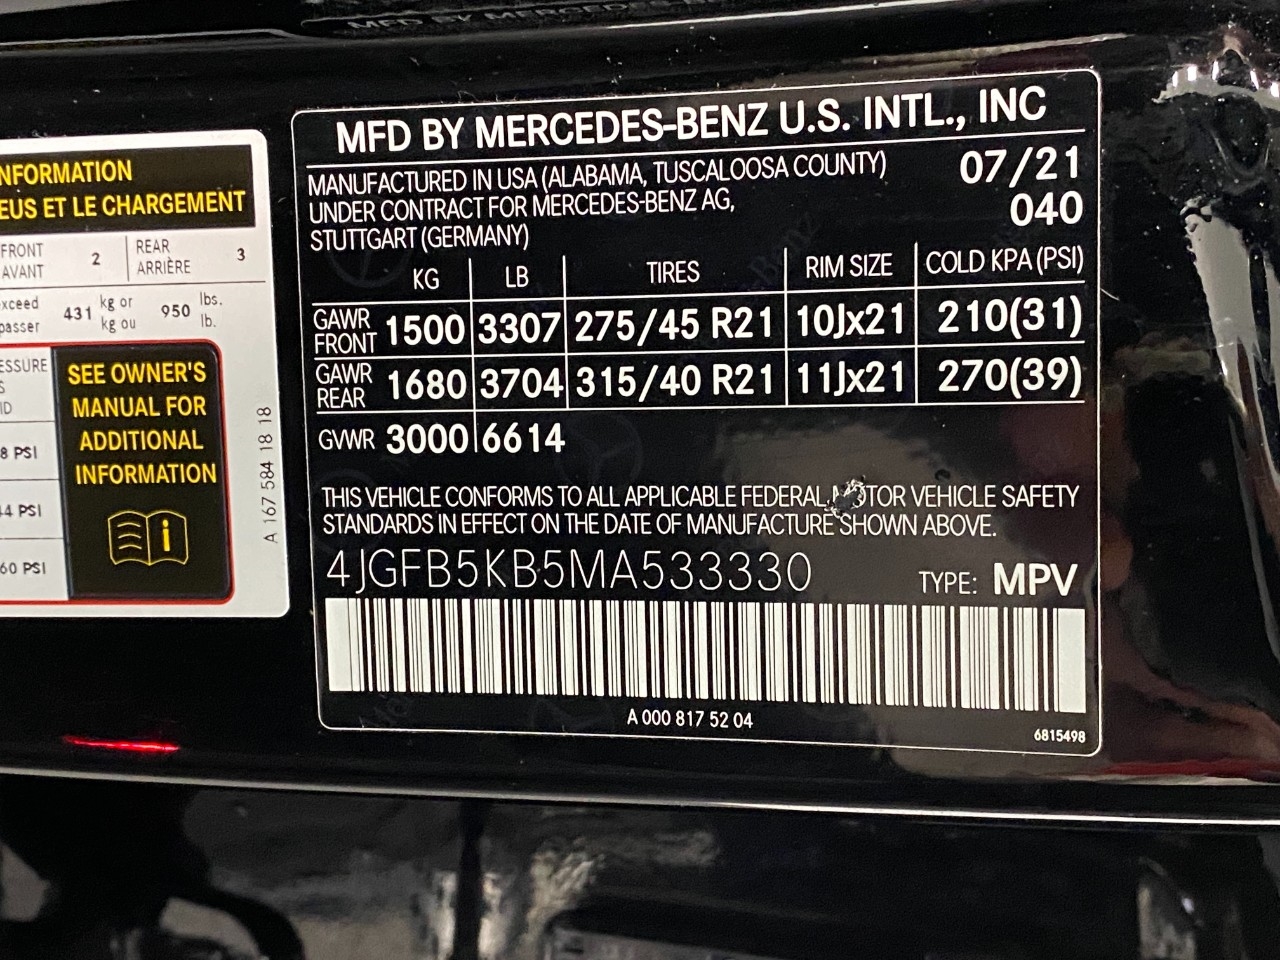 MFD BY MERCEDES-BENZ U.S. INTL., INC
MANUFACTURED IN USA (ALABAMA, TUSCALOOSA COUNTY) 07/21
UNDER CONTRACT FOR MERCEDES-BENZ AG, 040
STUTTGART (GERMANY)
KG LB TIRES RIM SIZE COLD KPA (PSI)
GAWR FRONT 1500 3307 275/45 R21 10Jx21 210(31)
GAWR REAR 1680 3704 315/40 R21 11Jx21 270(39)
GVWR 3000 6614
THIS VEHICLE CONFORMS TO ALL APPLICABLE FEDERAL MOTOR VEHICLE SAFETY
STANDARDS IN EFFECT ON THE DATE OF MANUFACTURE SHOWN ABOVE.
4JGFB5KB5MA533330 TYPE: MPV
A 000 817 52 04
6815498
NFORMATION
EUS ET LE CHARGEMENT
FRONT 2 REAR 3
AVANT ARRIÈRE
xceed 431 kg or 950 lbs.
passer kg ou lb.
ESSURE
S
ID
8 PSI
4 PSI
60 PSI
SEE OWNER'S
MANUAL FOR
ADDITIONAL
INFORMATION
i
A 167 584 18 18